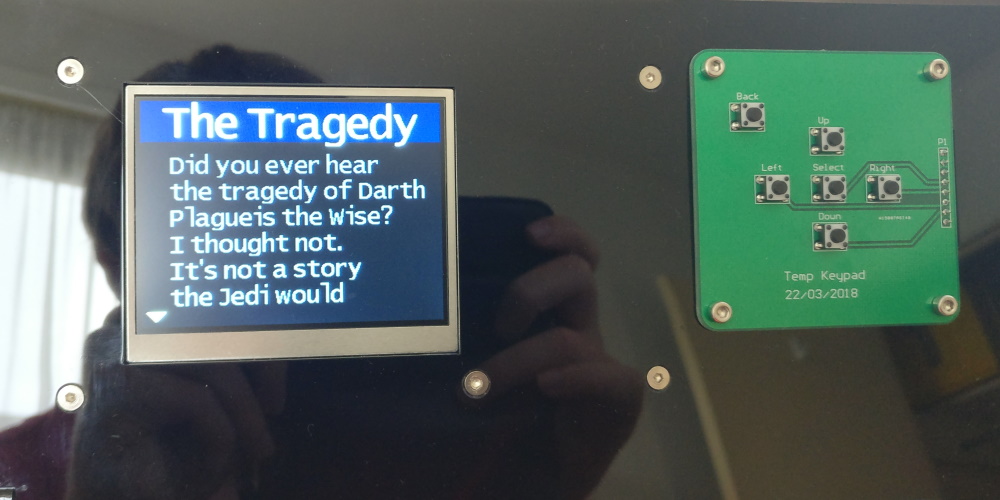 The Tragedy
Did you ever hear
the tragedy of Darth
Plagueis the Wise?
I thought not.
It's not a story
the Jedi would
Back
Up
Left
Select
Right
Down
P1
Temp Keypad
22/03/2018